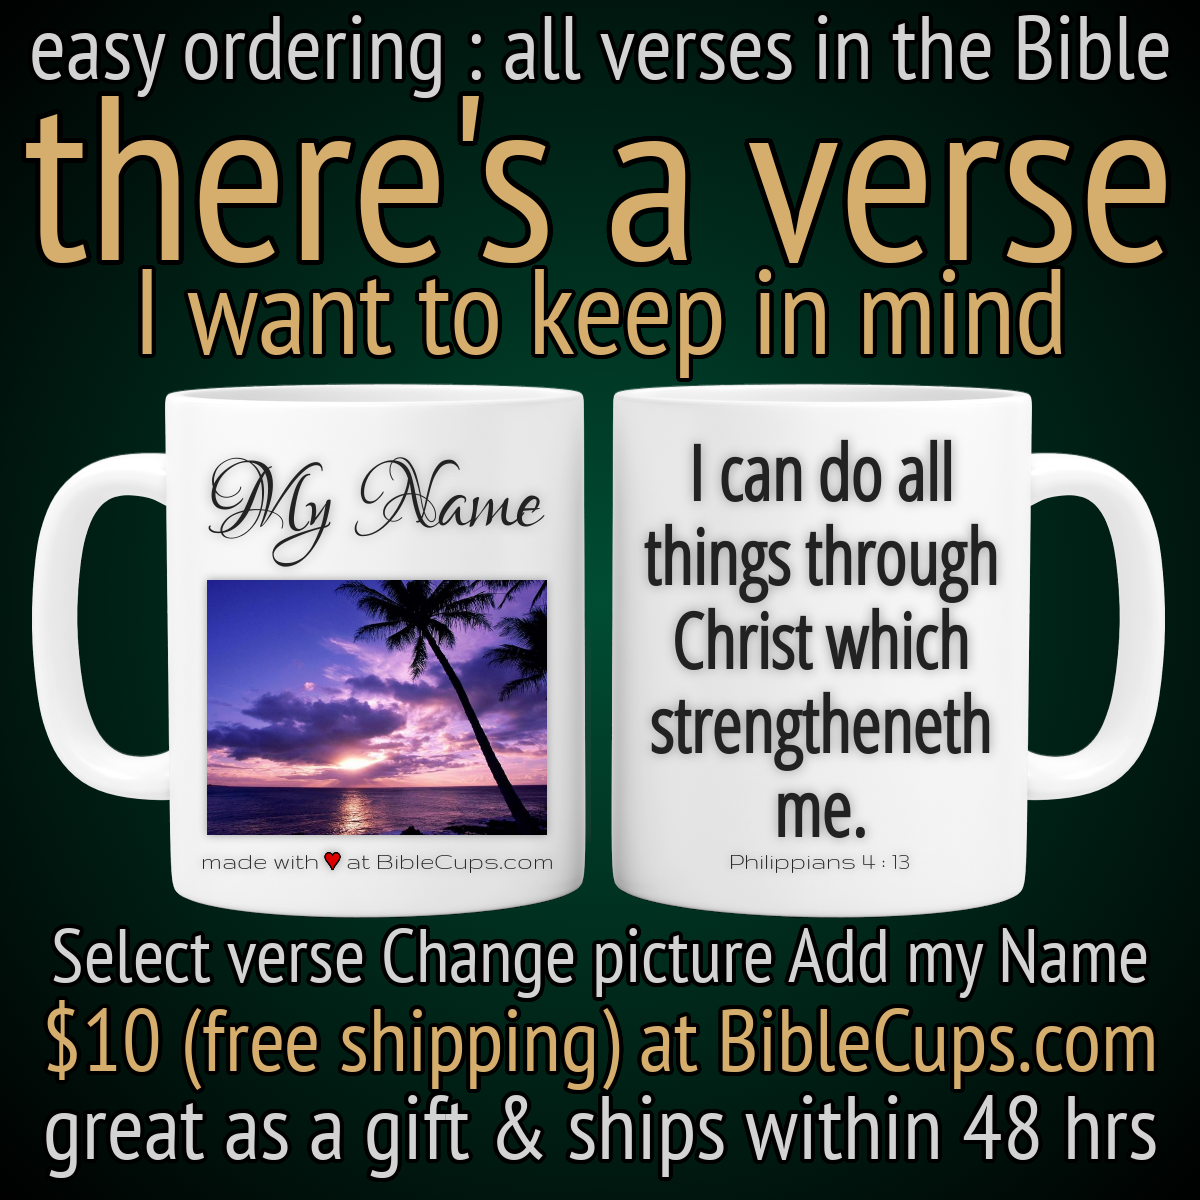 easy ordering : all verses in the Bible
there's a verse
I want to keep in mind
My Name
made with ♥ at BibleCups.com
I can do all
things through
Christ which
strengtheneth
me.
Philippians 4 : 13
Select verse Change picture Add my Name
$10 (free shipping) at BibleCups.com
great as a gift & ships within 48 hrs